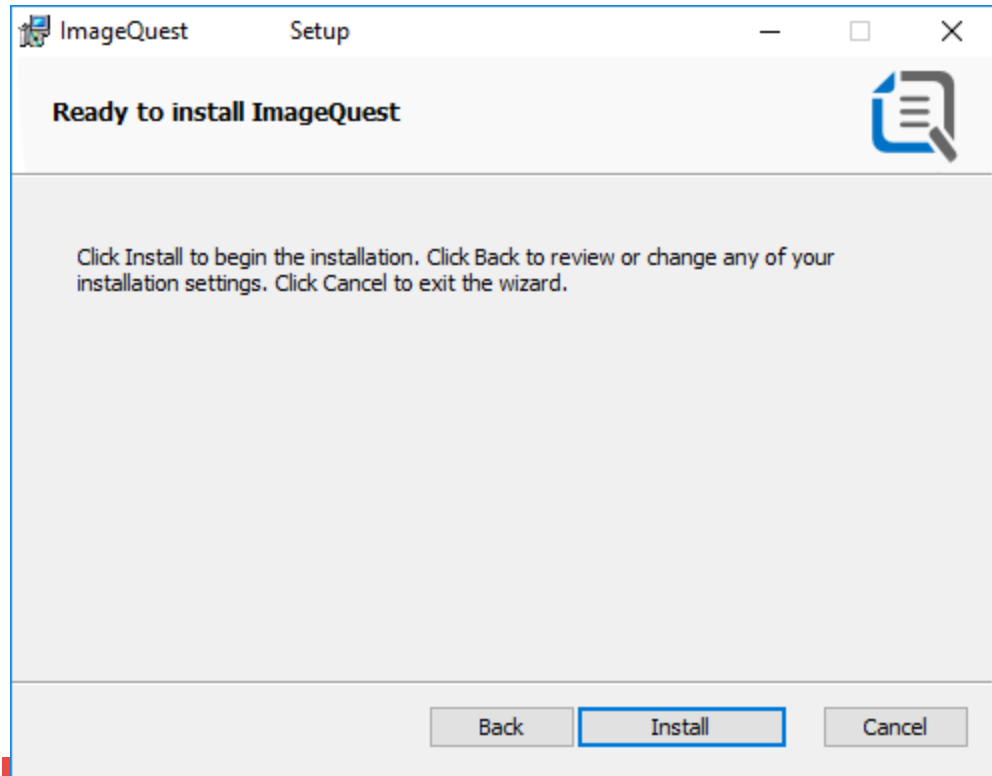 ImageQuest Setup
Ready to install ImageQuest
Click Install to begin the installation. Click Back to review or change any of your
installation settings. Click Cancel to exit the wizard.
Back Install Cancel